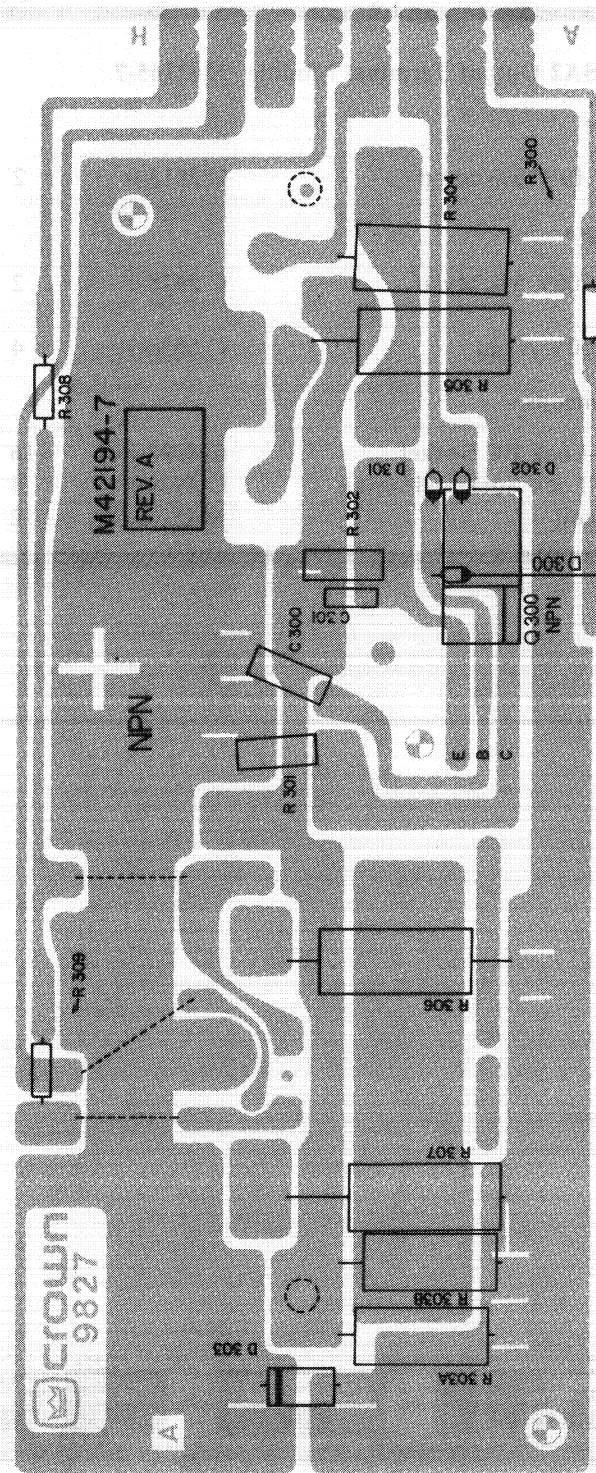 H
A
R 300
R 304
R 308
R 305
M42194-7
REV. A
D 301
D 302
R 302
D 300
Q 300
NPN
C 301
C 300
NPN
E
B
C
R 301
R 309
R 306
R 307
crown
9827
R 303B
D 303
R 303A
A